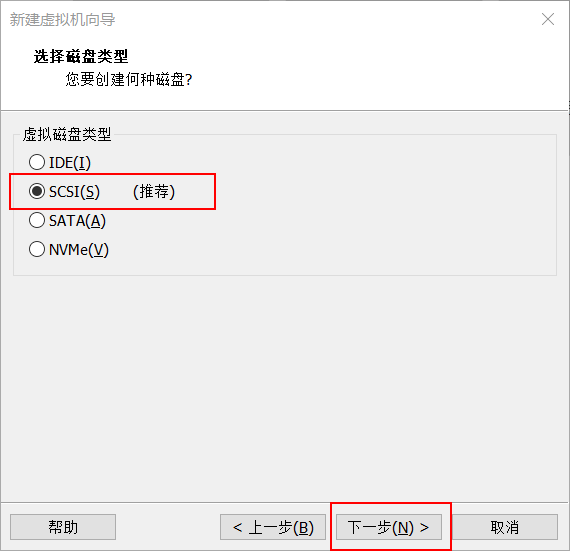 新建虚拟机向导
选择磁盘类型
您要创建何种磁盘?
虚拟磁盘类型
IDE(I)
SCSI(S) (推荐)
SATA(A)
NVMe(V)
帮助 < 上一步(B) 下一步(N) > 取消